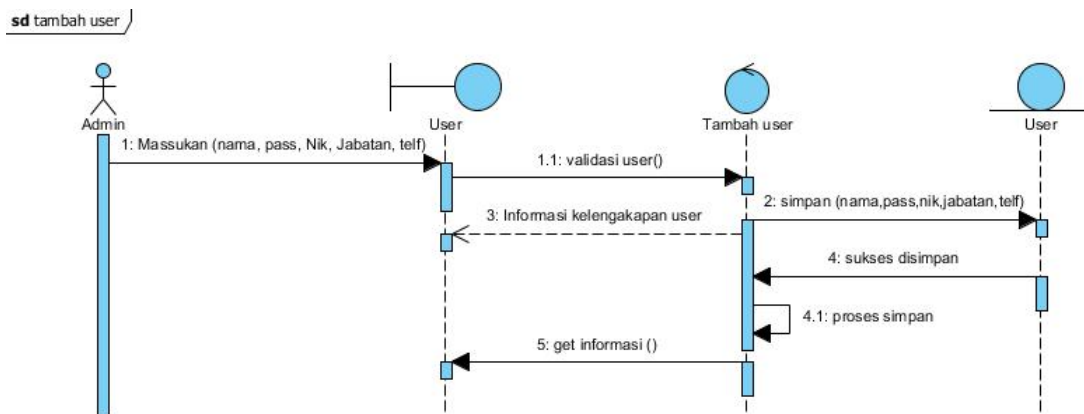 sd tambah user
Admin
User
Tambah user
User
1: Massukan (nama, pass, Nik, Jabatan, telf)
1.1: validasi user()
2: simpan (nama,pass,nik,jabatan,telf)
3: Informasi kelengakapan user
4: sukses disimpan
4.1: proses simpan
5: get informasi ()